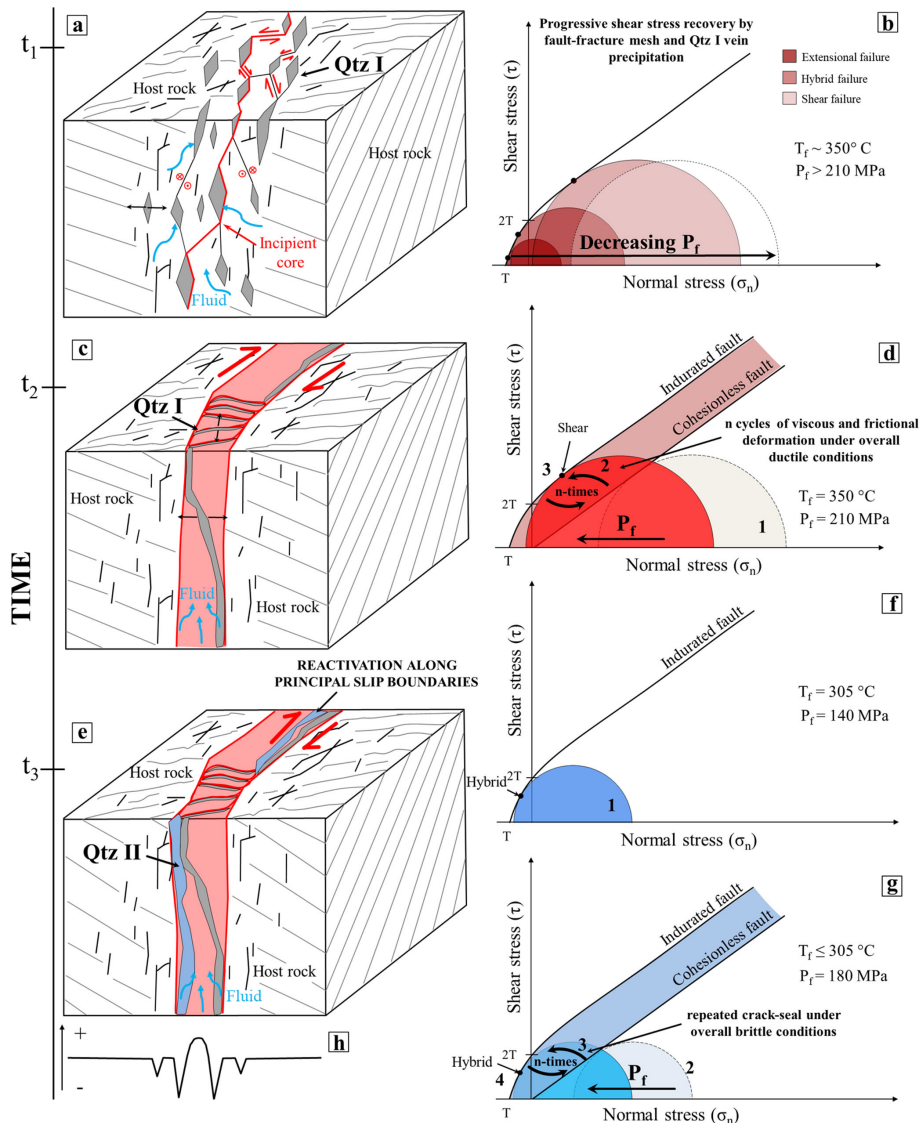 TIME
t1
a
Qtz I
Host rock
Host rock
Incipient
core
Fluid
b
Progressive shear stress recovery by
fault-fracture mesh and Qtz I vein
precipitation
Extensional failure
Hybrid failure
Shear failure
Tf ~ 350° C
Pf > 210 MPa
Shear stress (τ)
2T
Decreasing Pf
T
Normal stress (σn)
t2
c
Qtz I
Host rock
Fluid
Host rock
d
Indurated fault
Cohesionless fault
Shear stress (τ)
n cycles of viscous and frictional
deformation under overall
ductile conditions
Shear
3
2
n-times
2T
Tf = 350 °C
Pf = 210 MPa
Pf
1
T
Normal stress (σn)
t3
REACTIVATION ALONG
PRINCIPAL SLIP BOUNDARIES
e
Host rock
Qtz II
Host rock
Fluid
f
Indurated fault
Shear stress (τ)
Tf = 305 °C
Pf = 140 MPa
2T
Hybrid
1
T
Normal stress (σn)
g
Indurated fault
Cohesionless fault
Shear stress (τ)
Tf ≤ 305 °C
Pf = 180 MPa
repeated crack-seal under
overall brittle conditions
2T
Hybrid
4
3
n-times
Pf
2
T
Normal stress (σn)
h
+
-